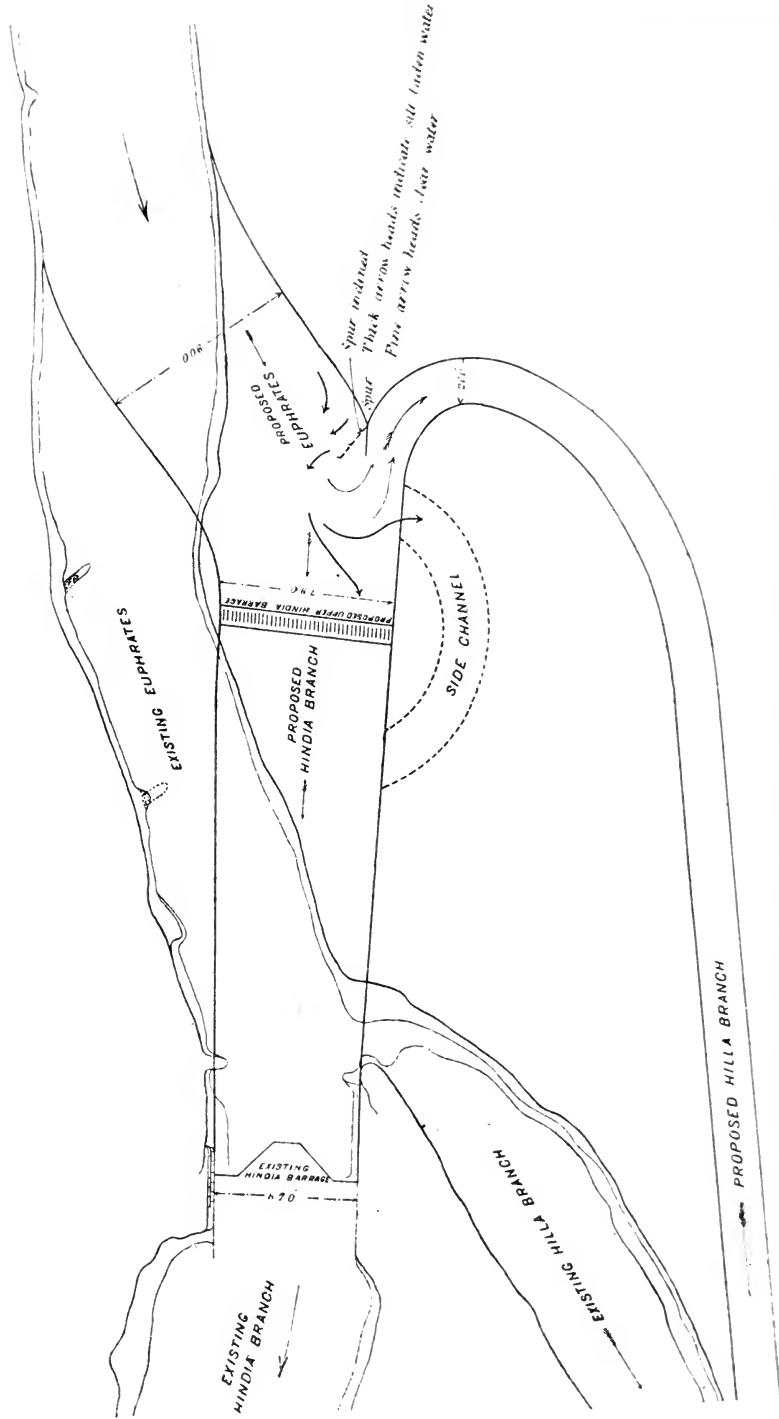 Spur inclined
Thick arrow heads indicate silt laden water
Fine arrow heads clear water
Spur
900
PROPOSED
EUPHRATES
790
PROPOSED UPPER HINDIA BARRAGE
SIDE CHANNEL
EXISTING EUPHRATES
PROPOSED
HINDIA BRANCH
PROPOSED HILLA BRANCH
EXISTING
HINDIA BARRAGE
EXISTING HILLA BRANCH
EXISTING
HINDIA BRANCH